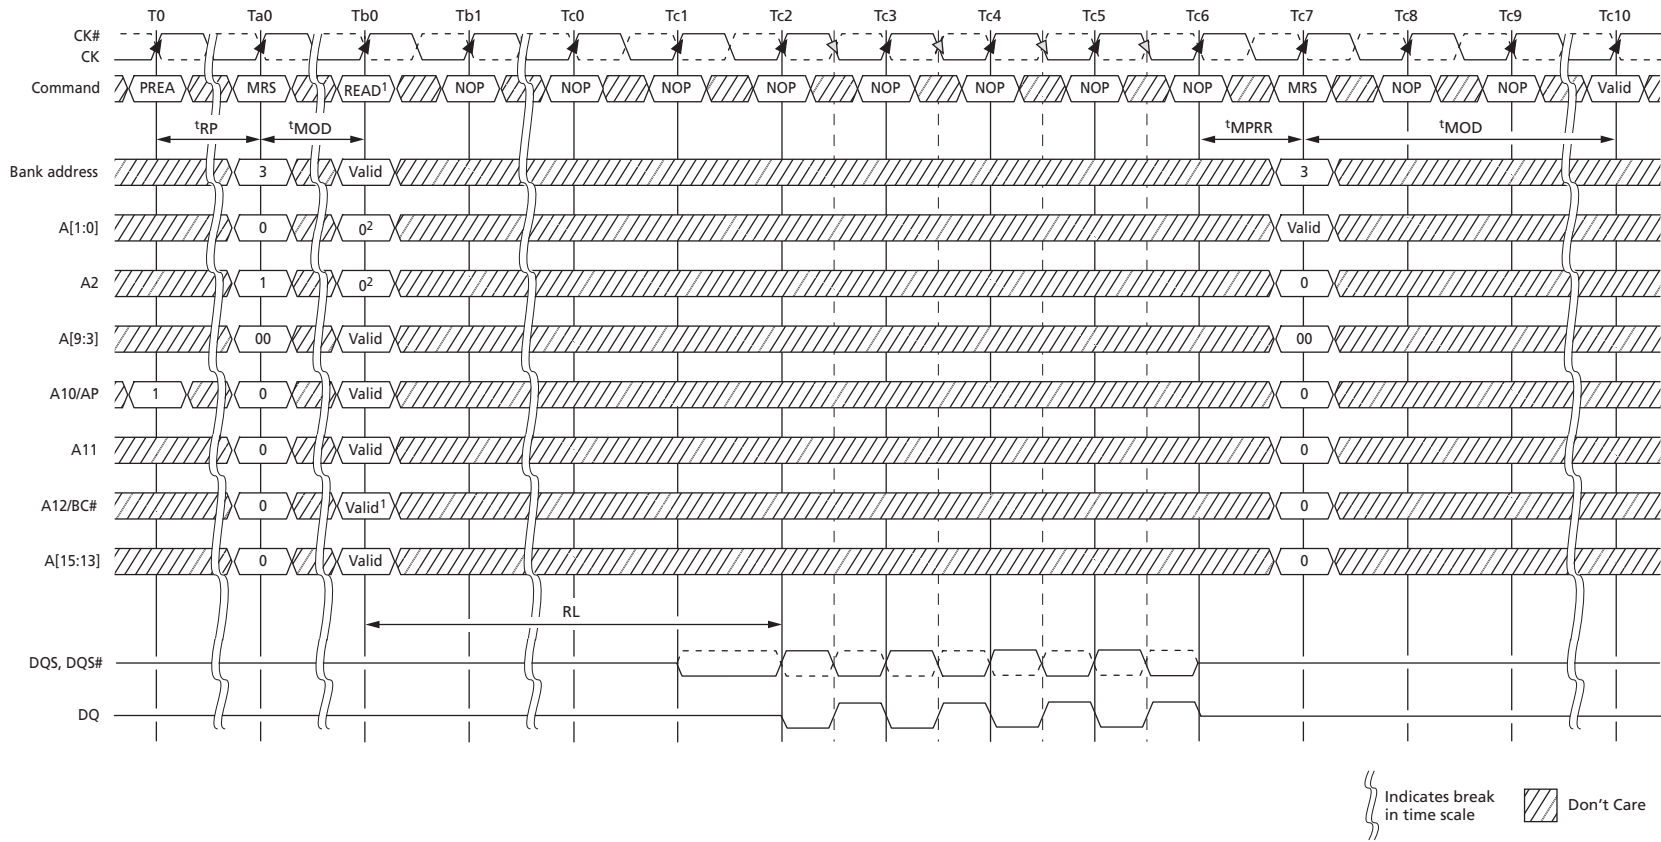 T0 Ta0 Tb0 Tb1 Tc0 Tc1 Tc2 Tc3 Tc4 Tc5 Tc6 Tc7 Tc8 Tc9 Tc10
CK#
CK
Command PREA MRS READ¹ NOP NOP NOP NOP NOP NOP NOP NOP MRS NOP NOP Valid
tRP tMOD tMPRR tMOD
Bank address 3 Valid 3
A[1:0] 0 0² Valid
A2 1 0² 0
A[9:3] 00 Valid 00
A10/AP 1 0 Valid 0
A11 0 Valid 0
A12/BC# 0 Valid¹ 0
A[15:13] 0 Valid 0
RL
DQS, DQS#
DQ
Indicates break
in time scale
Don't Care